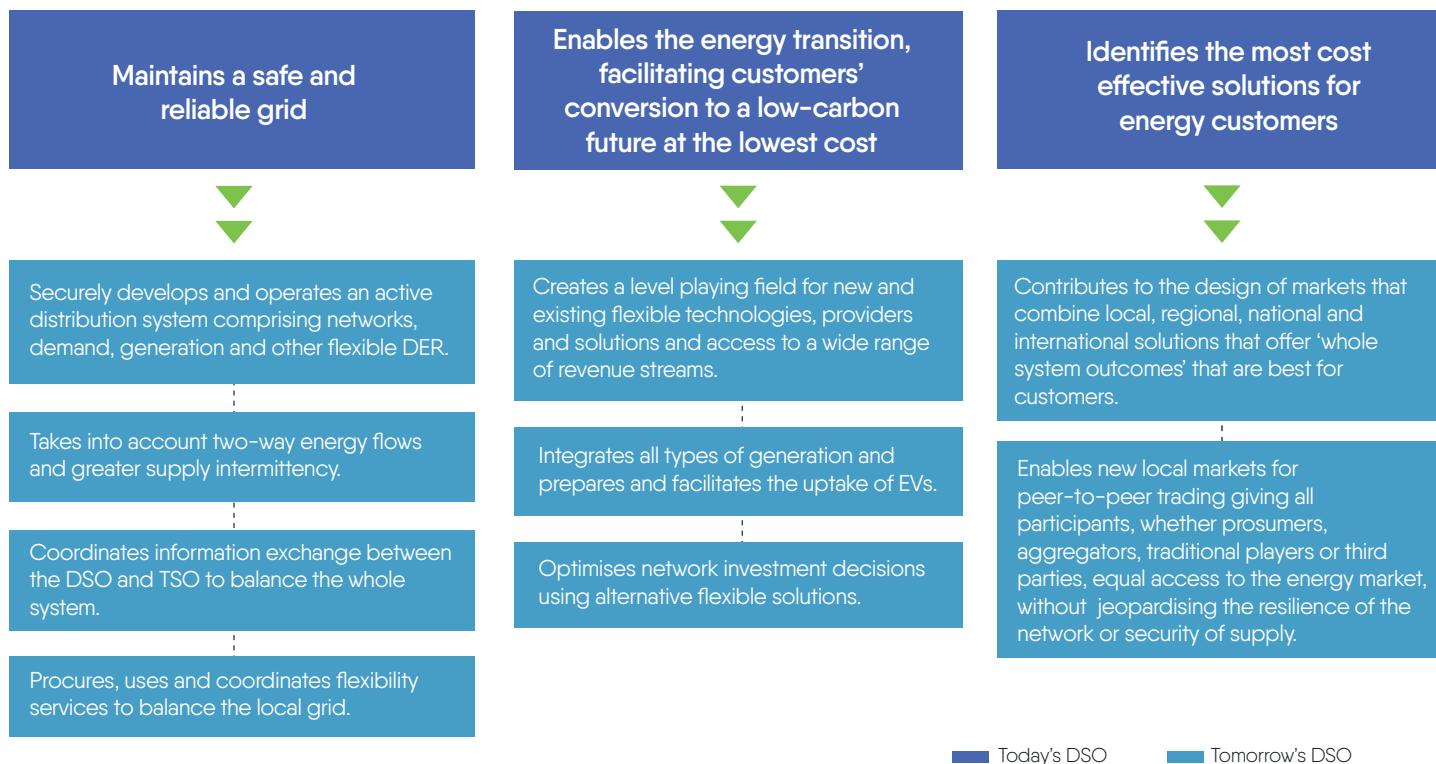 Maintains a safe and
reliable grid
Securely develops and operates an active
distribution system comprising networks,
demand, generation and other flexible DER.
Takes into account two-way energy flows
and greater supply intermittency.
Coordinates information exchange between
the DSO and TSO to balance the whole
system.
Procures, uses and coordinates flexibility
services to balance the local grid.
Enables the energy transition,
facilitating customers’
conversion to a low-carbon
future at the lowest cost
Creates a level playing field for new and
existing flexible technologies, providers
and solutions and access to a wide range
of revenue streams.
Integrates all types of generation and
prepares and facilitates the uptake of EVs.
Optimises network investment decisions
using alternative flexible solutions.
Identifies the most cost
effective solutions for
energy customers
Contributes to the design of markets that
combine local, regional, national and
international solutions that offer ‘whole
system outcomes’ that are best for
customers.
Enables new local markets for
peer-to-peer trading giving all
participants, whether prosumers,
aggregators, traditional players or third
parties, equal access to the energy market,
without jeopardising the resilience of the
network or security of supply.
Today’s DSO
Tomorrow’s DSO